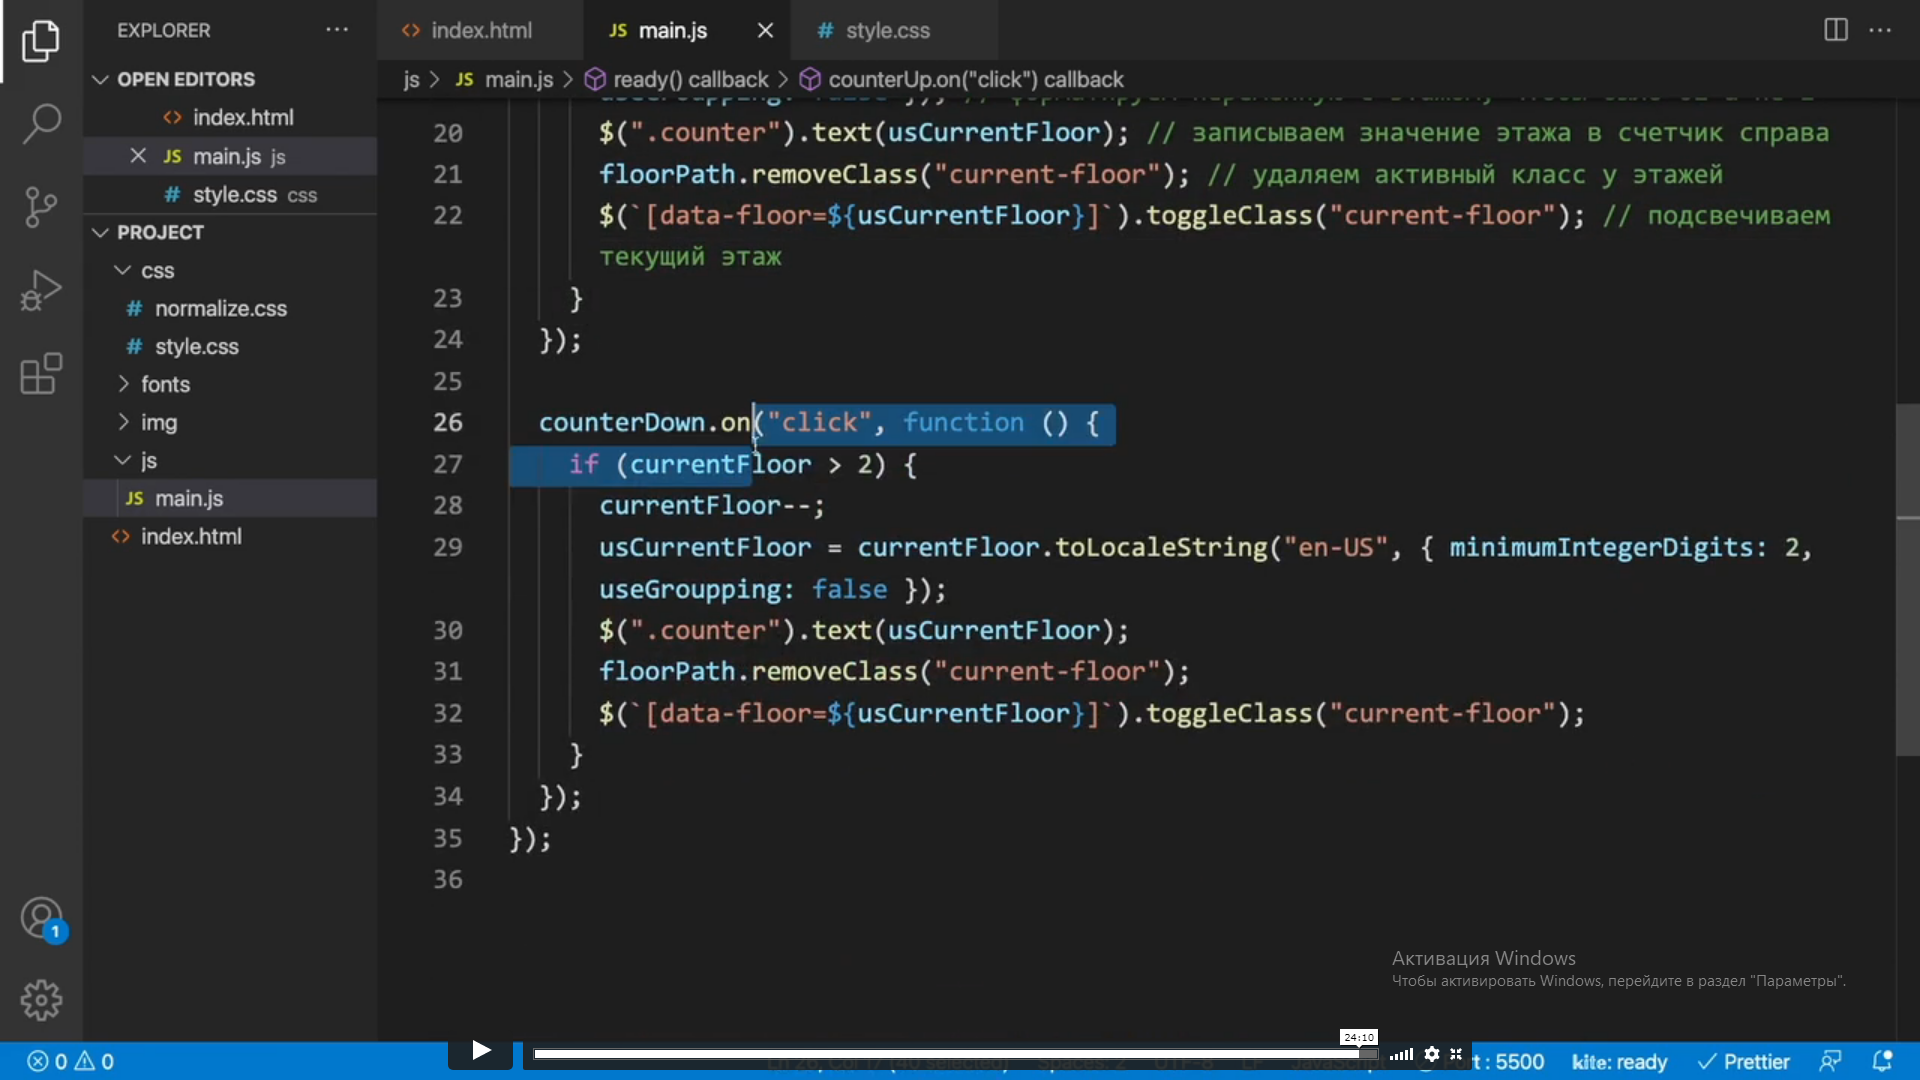 EXPLORER
index.html
JS main.js
# style.css
OPEN EDITORS
js > JS main.js > ready() callback > counterUp.on("click") callback
index.html
JS main.js js
# style.css css
PROJECT
css
# normalize.css
# style.css
fonts
img
js
JS main.js
index.html
20 $(".counter").text(usCurrentFloor); // записываем значение этажа в счетчик справа
21 floorPath.removeClass("current-floor"); // удаляем активный класс у этажей
22 $(`[data-floor=${usCurrentFloor}]`).toggleClass("current-floor"); // подсвечиваем
текущий этаж
23 }
24 });
25
26 counterDown.on("click", function () {
27 if (currentFloor > 2) {
28 currentFloor--;
29 usCurrentFloor = currentFloor.toLocaleString("en-US", { minimumIntegerDigits: 2,
useGroupping: false });
30 $(".counter").text(usCurrentFloor);
31 floorPath.removeClass("current-floor");
32 $(`[data-floor=${usCurrentFloor}]`).toggleClass("current-floor");
33 }
34 });
35 });
36
1
Активация Windows
Чтобы активировать Windows, перейдите в раздел "Параметры".
24:10
0 0
: 5500
kite: ready
Prettier